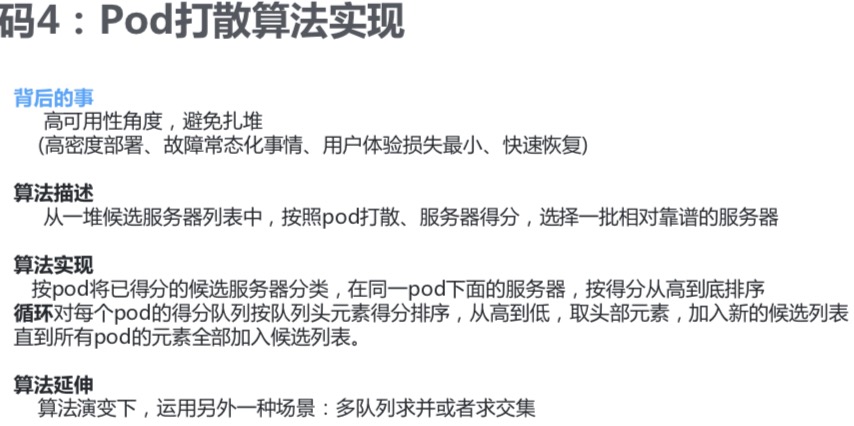 码4：Pod打散算法实现
背后的事
高可用性角度，避免扎堆
(高密度部署、故障常态化事情、用户体验损失最小、快速恢复)
算法描述
从一堆候选服务器列表中，按照pod打散、服务器得分，选择一批相对靠谱的服务器
算法实现
按pod将已得分的候选服务器分类，在同一pod下面的服务器，按得分从高到底排序
循环对每个pod的得分队列按队列头元素得分排序，从高到低，取头部元素，加入新的候选列表
直到所有pod的元素全部加入候选列表。
算法延伸
算法演变下，运用另外一种场景：多队列求并或者求交集